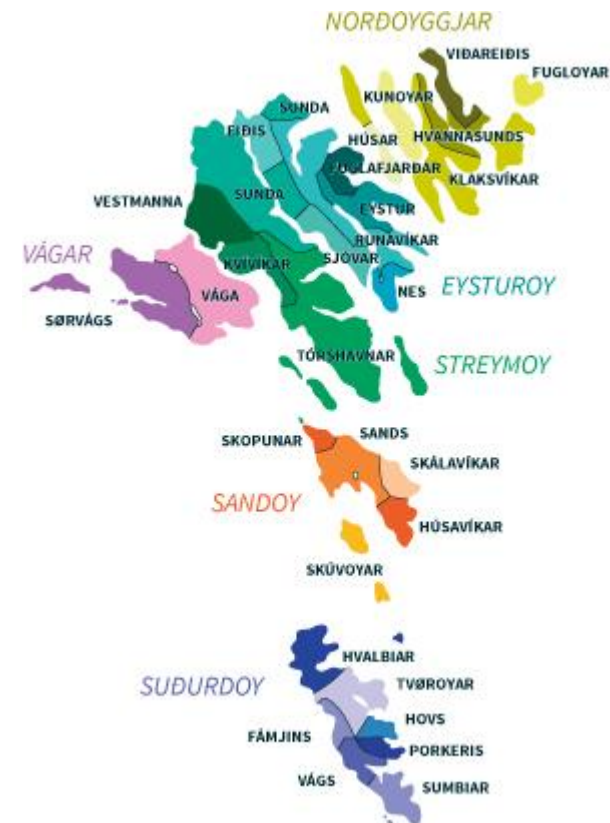 NORÐOYGGJAR
VIÐAREIÐIS
FUGLOYAR
KUNOYAR
SUNDA
EIÐIS
HÚSAR
HVANNASUNDS
FUGLAFJARÐAR
KLAKSVÍKAR
VESTMANNA
SUNDA
EYSTUR
RUNAVÍKAR
VÁGAR
KVÍVÍKAR
SJÓVAR
VÁGA
NES
EYSTUROY
SØRVÁGS
TÓRSHAVNAR
STREYMOY
SKOPUNAR
SANDS
SKÁLAVÍKAR
SANDOY
HÚSAVÍKAR
SKÚVOYAR
HVALBIAR
SUÐURDOY
TVØROYAR
HOVS
FÁMJINS
PORKERIS
VÁGS
SUMBIAR